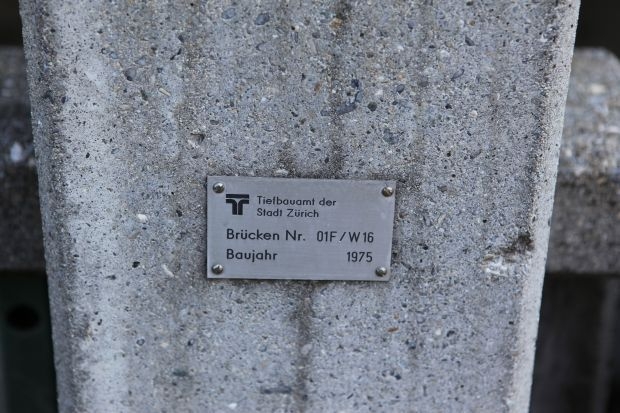 Tiefbauamt der
Stadt Zürich
Brücken Nr. 01F/W16
Baujahr 1975